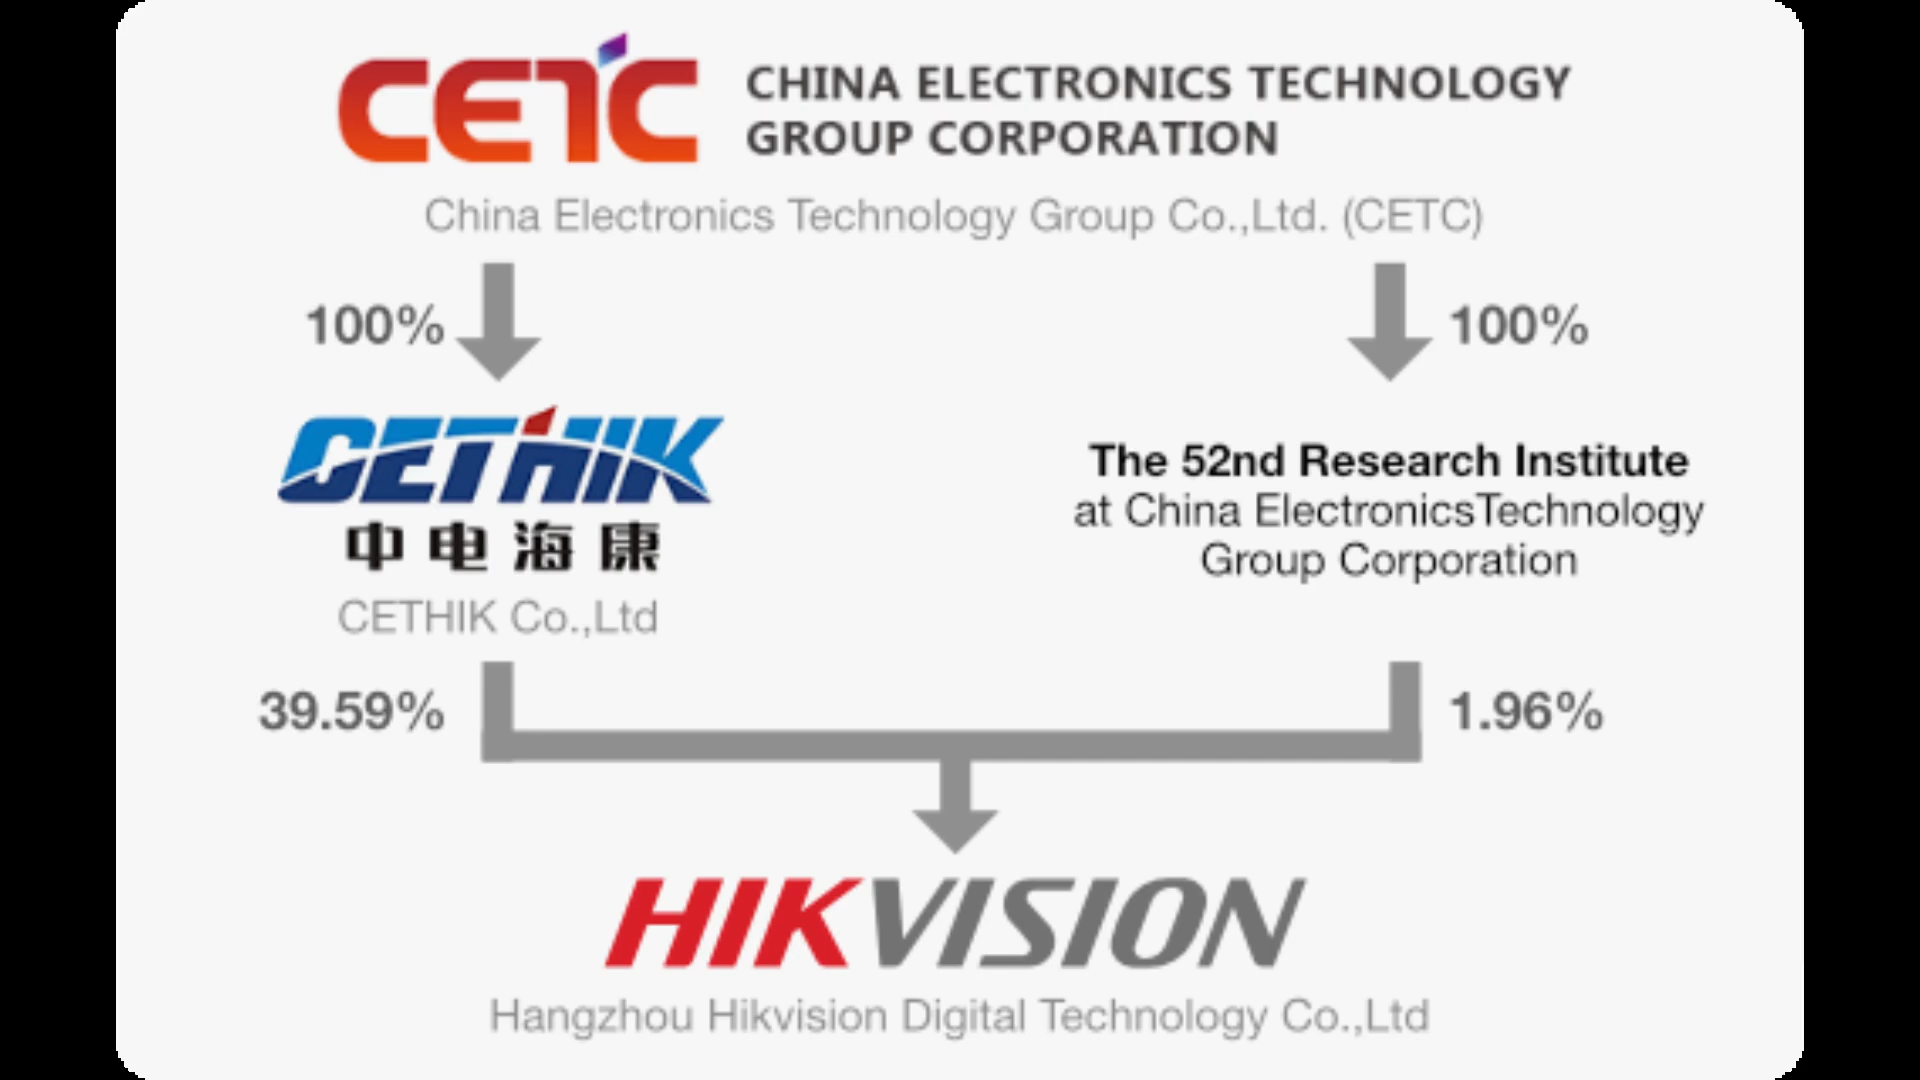 CETC
CHINA ELECTRONICS TECHNOLOGY
GROUP CORPORATION
China Electronics Technology Group Co.,Ltd. (CETC)
100%
100%
CETHIK
中电海康
CETHIK Co.,Ltd
The 52nd Research Institute
at China ElectronicsTechnology
Group Corporation
39.59%
1.96%
HIKVISION
Hangzhou Hikvision Digital Technology Co.,Ltd